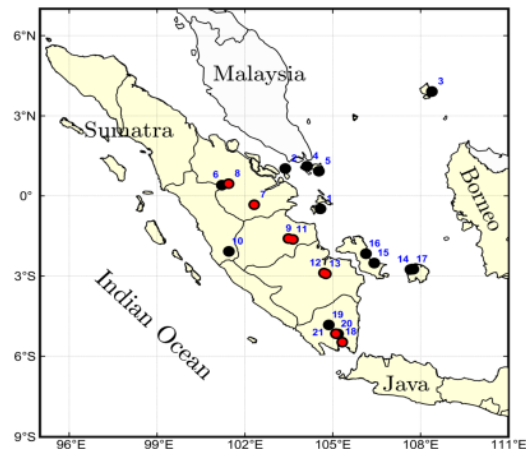 6°N
3
Malaysia
3°N
Sumatra
2
4
5
6
8
Borneo
0°
7
1
9
11
10
16
15
12
13
14
17
3°S
Indian Ocean
19
20
21
18
6°S
Java
9°S
96°E
99°E
102°E
105°E
108°E
111°E